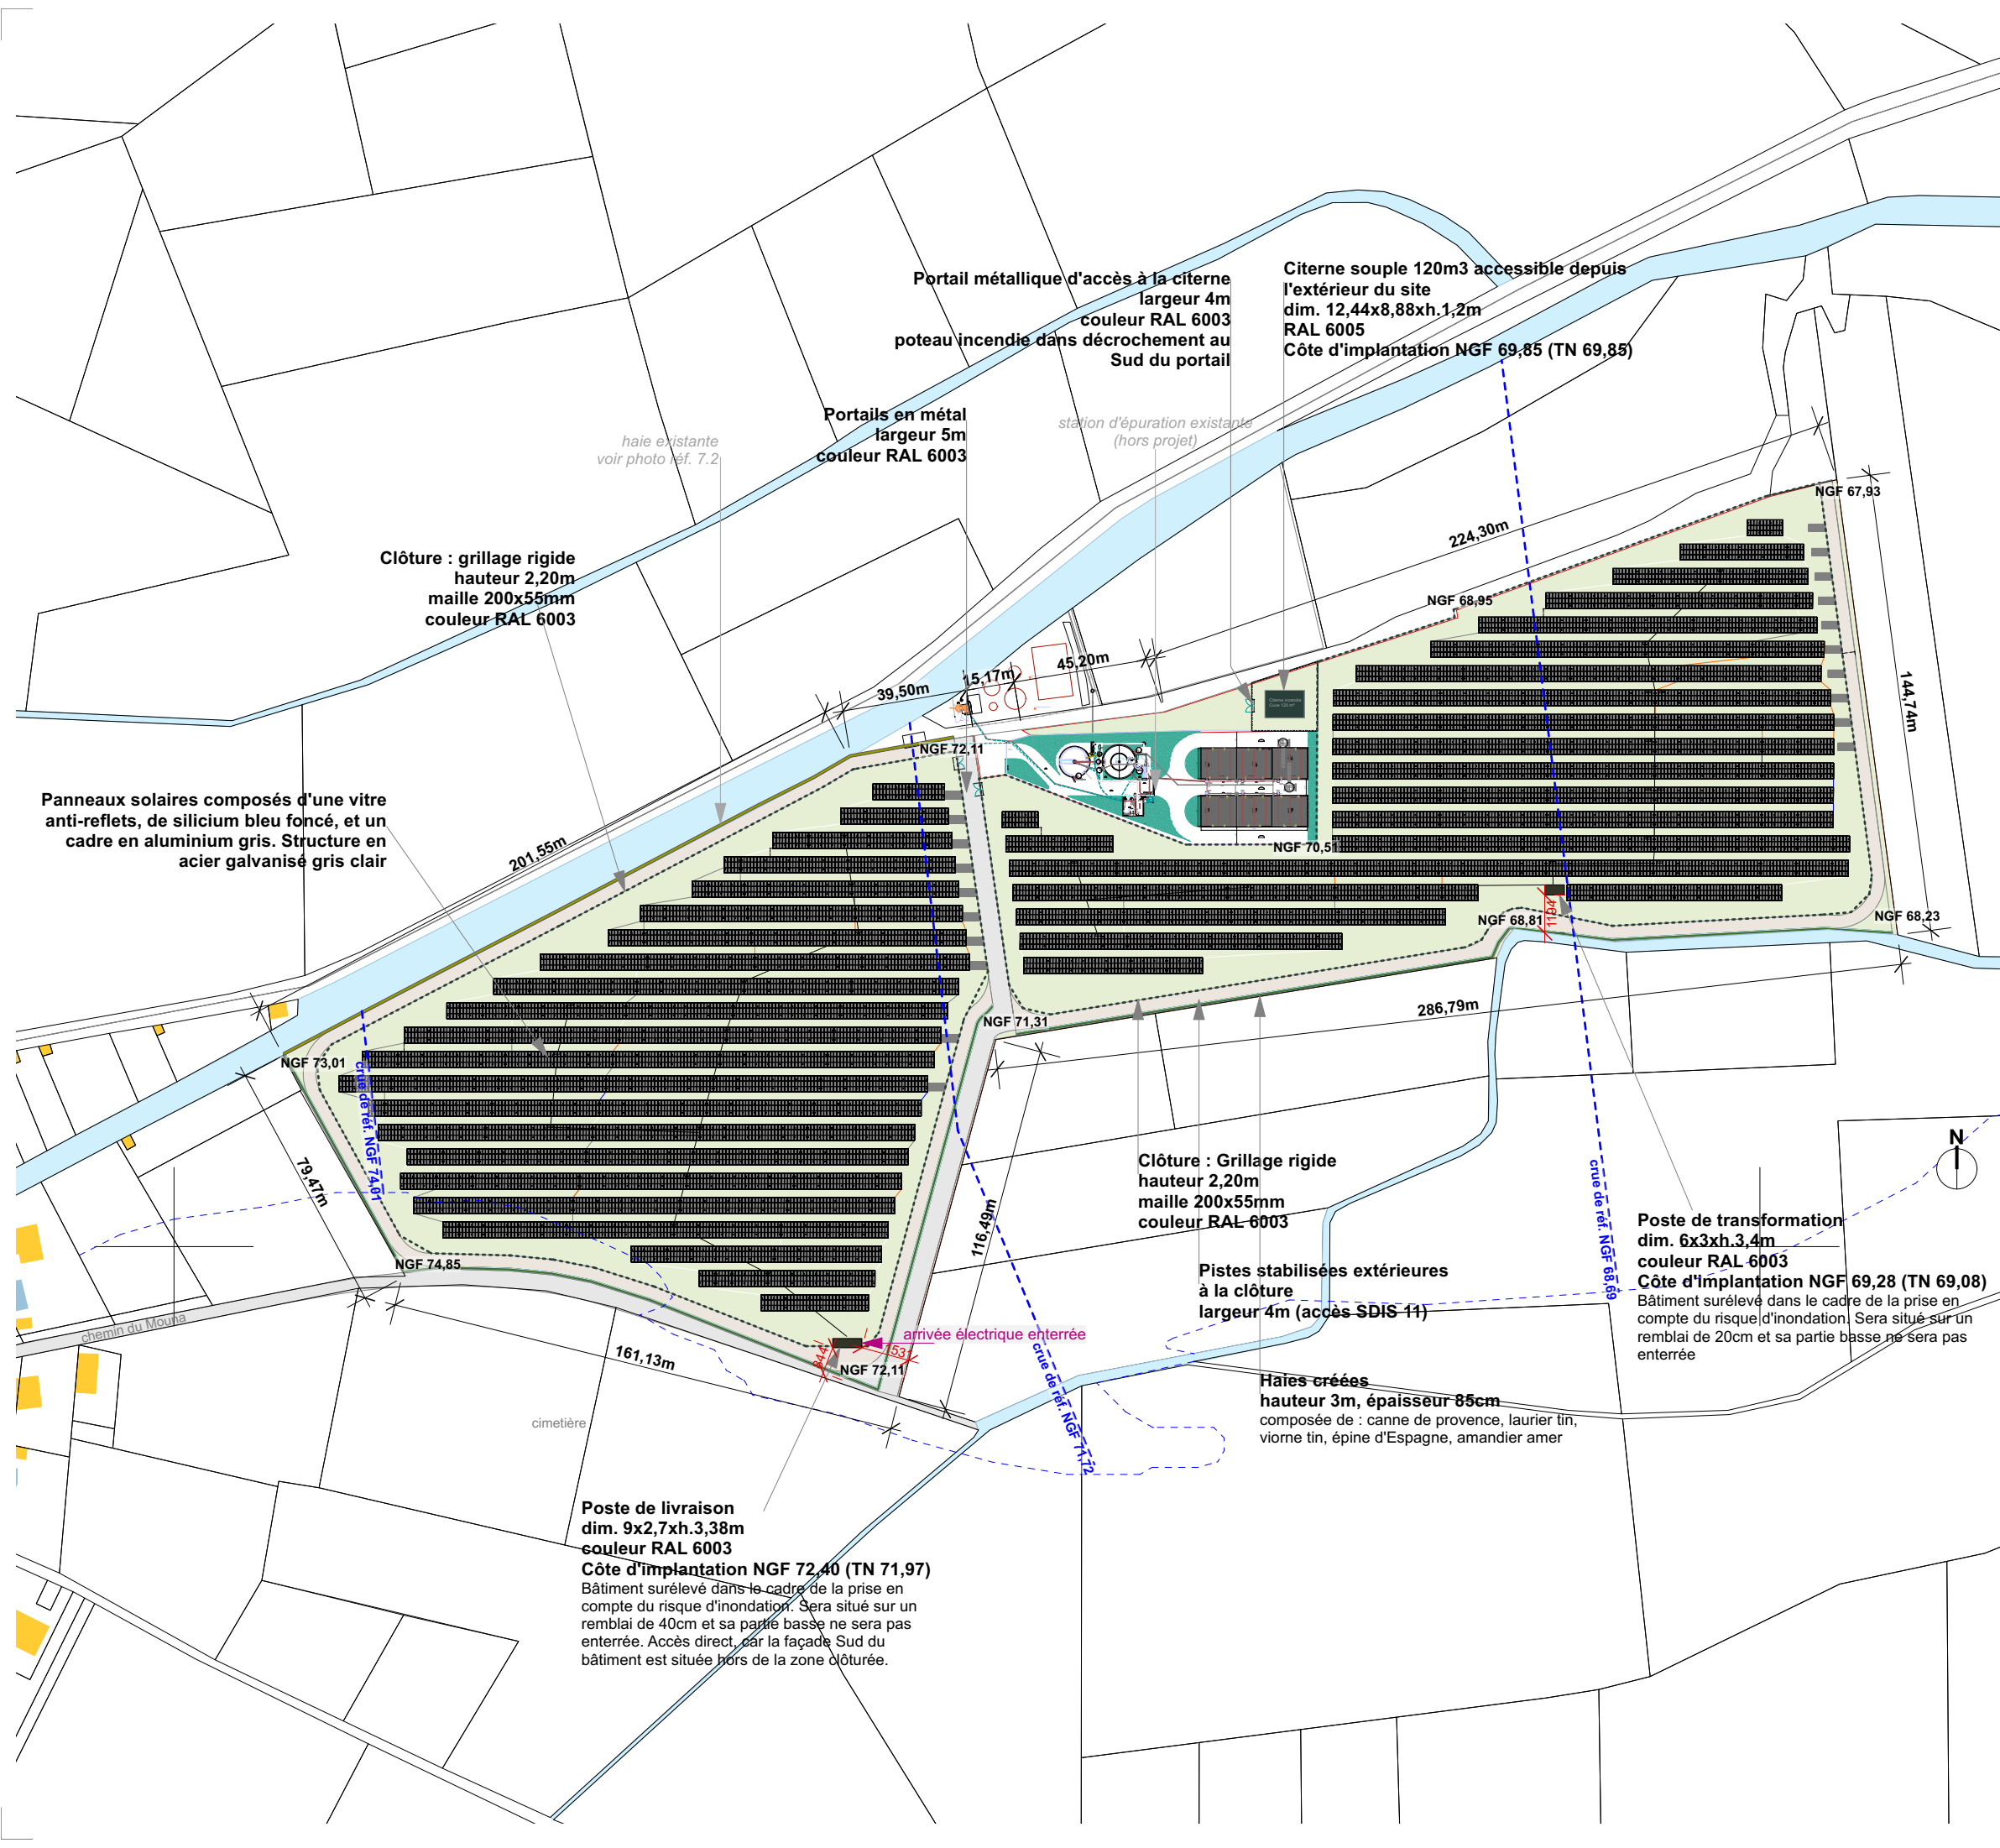 Portail métallique d'accès à la citerne
largeur 4m
couleur RAL 6003
poteau incendie dans décrochement au
Sud du portail
Citerne souple 120m3 accessible depuis
l'extérieur du site
dim. 12,44x8,88xh.1,2m
RAL 6005
Côte d'implantation NGF 69,85 (TN 69,85)
Portails en métal
largeur 5m
couleur RAL 6003
station d'épuration existante
(hors projet)
haie existante
voir photo réf. 7.2
Clôture : grillage rigide
hauteur 2,20m
maille 200x55mm
couleur RAL 6003
Panneaux solaires composés d'une vitre
anti-reflets, de silicium bleu foncé, et un
cadre en aluminium gris. Structure en
acier galvanisé gris clair
NGF 67,93
224,30m
NGF 68,95
144,74m
45,20m
15,17m
39,50m
NGF 72,11
201,55m
NGF 70,51
NGF 68,81
1194
NGF 68,23
286,79m
NGF 71,31
NGF 73,01
crue de réf. NGF 74,01
79,47m
NGF 74,85
116,49m
chemin du Mouna
161,13m
cimetière
844
1531
NGF 72,11
arrivée électrique enterrée
crue de réf. NGF 71,72
crue de réf. NGF 68,69
N
Clôture : Grillage rigide
hauteur 2,20m
maille 200x55mm
couleur RAL 6003
Pistes stabilisées extérieures
à la clôture
largeur 4m (accès SDIS 11)
Haies créées
hauteur 3m, épaisseur 85cm
composée de : canne de provence, laurier tin,
viorne tin, épine d'Espagne, amandier amer
Poste de transformation
dim. 6x3xh.3,4m
couleur RAL 6003
Côte d'implantation NGF 69,28 (TN 69,08)
Bâtiment surélevé dans le cadre de la prise en
compte du risque d'inondation. Sera situé sur un
remblai de 20cm et sa partie basse ne sera pas
enterrée
Poste de livraison
dim. 9x2,7xh.3,38m
couleur RAL 6003
Côte d'implantation NGF 72,40 (TN 71,97)
Bâtiment surélevé dans le cadre de la prise en
compte du risque d'inondation. Sera situé sur un
remblai de 40cm et sa partie basse ne sera pas
enterrée. Accès direct, car la façade Sud du
bâtiment est située hors de la zone clôturée.